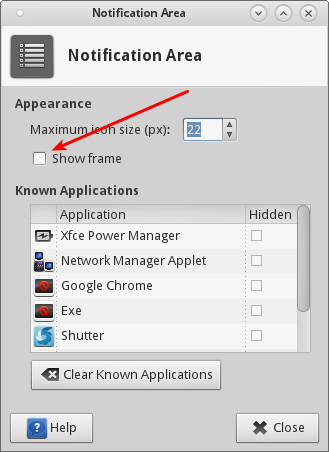 Notification Area
Notification Area
Appearance
Maximum icon size (px): 22
Show frame
Known Applications
Application Hidden
Xfce Power Manager
Network Manager Applet
Google Chrome
Exe
Shutter
Clear Known Applications
Help Close